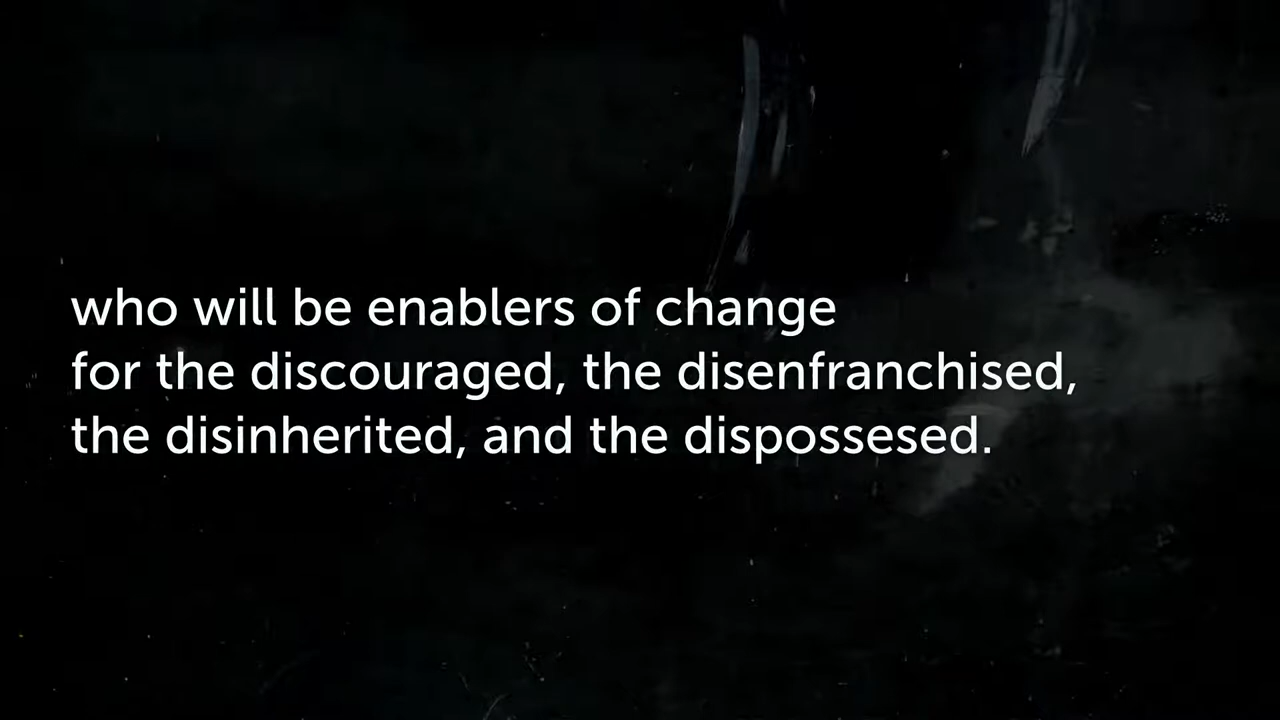 who will be enablers of change
for the discouraged, the disenfranchised,
the disinherited, and the dispossesed.